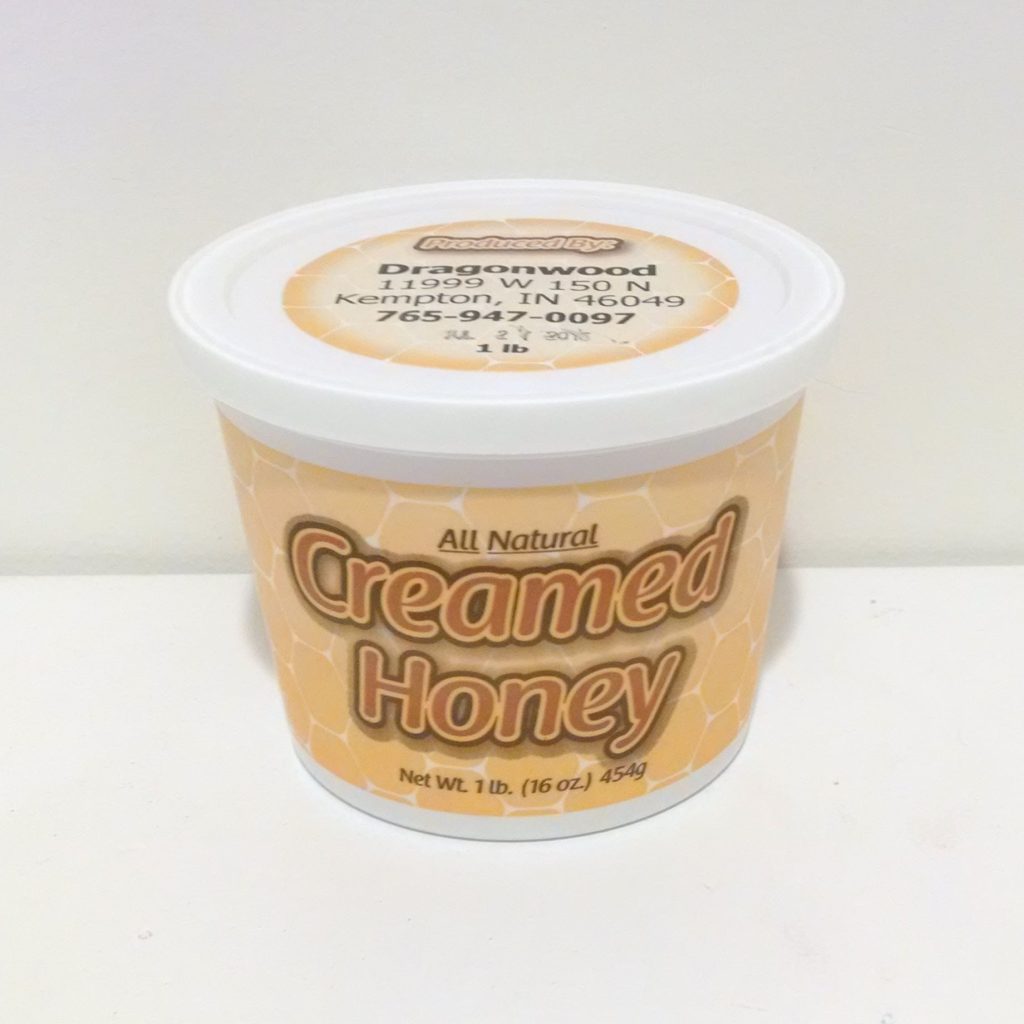 Produced By:
Dragonwood
11999 W 150 N
Kempton, IN 46049
765-947-0097
1 lb
All Natural
Creamed
Honey
Net Wt. 1 lb. (16 oz.) 454g